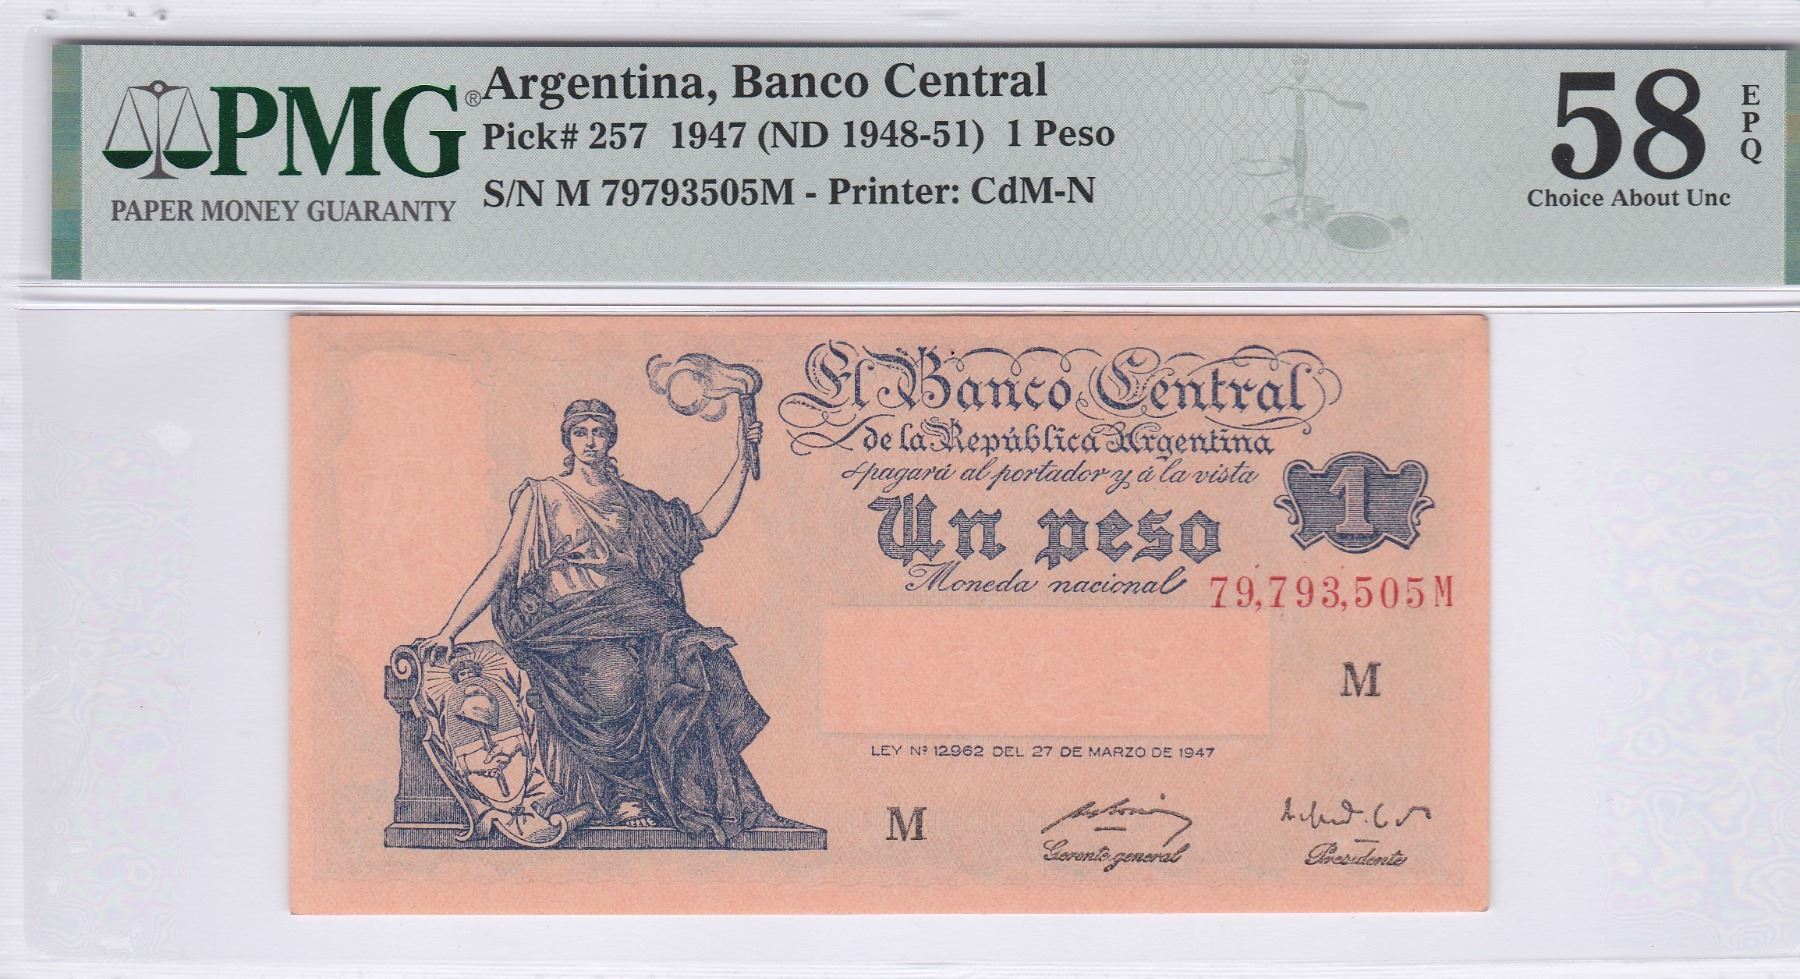 PMG®
PAPER MONEY GUARANTY
Argentina, Banco Central
Pick# 257 1947 (ND 1948-51) 1 Peso
S/N M 79793505M - Printer: CdM-N
58
EPQ
Choice About Unc
El Banco Central
de la República Argentina
pagará al portador y á la vista
Un peso
1
Moneda nacional
79,793,505M
M
LEY Nº 12.962 DEL 27 DE MARZO DE 1947
M
Gerente general
Presidente